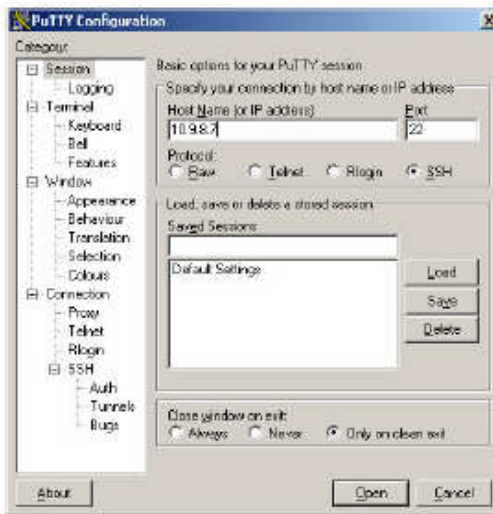 PuTTY Configuration
Category:
Session
Logging
Terminal
Keyboard
Bell
Features
Window
Appearance
Behaviour
Translation
Selection
Colours
Connection
Proxy
Telnet
Rlogin
SSH
Auth
Tunnels
Bugs
Basic options for your PuTTY session
Specify your connection by host name or IP address
Host Name (or IP address) Port
10.9.8.7 22
Protocol:
Raw Telnet Rlogin SSH
Load, save or delete a stored session
Saved Sessions
Default Settings
Load
Save
Delete
Close window on exit:
Always Never Only on clean exit
About Open Cancel